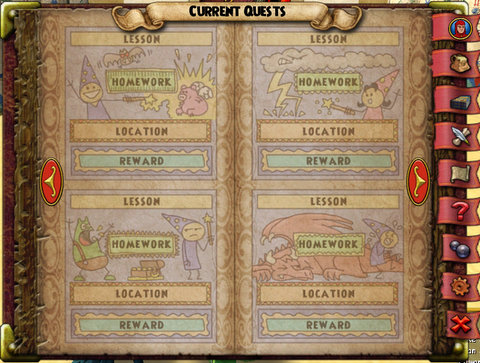 CURRENT QUESTS
LESSON
HOMEWORK
LOCATION
REWARD
LESSON
HOMEWORK
LOCATION
REWARD
LESSON
HOMEWORK
LOCATION
REWARD
LESSON
HOMEWORK
LOCATION
REWARD
?